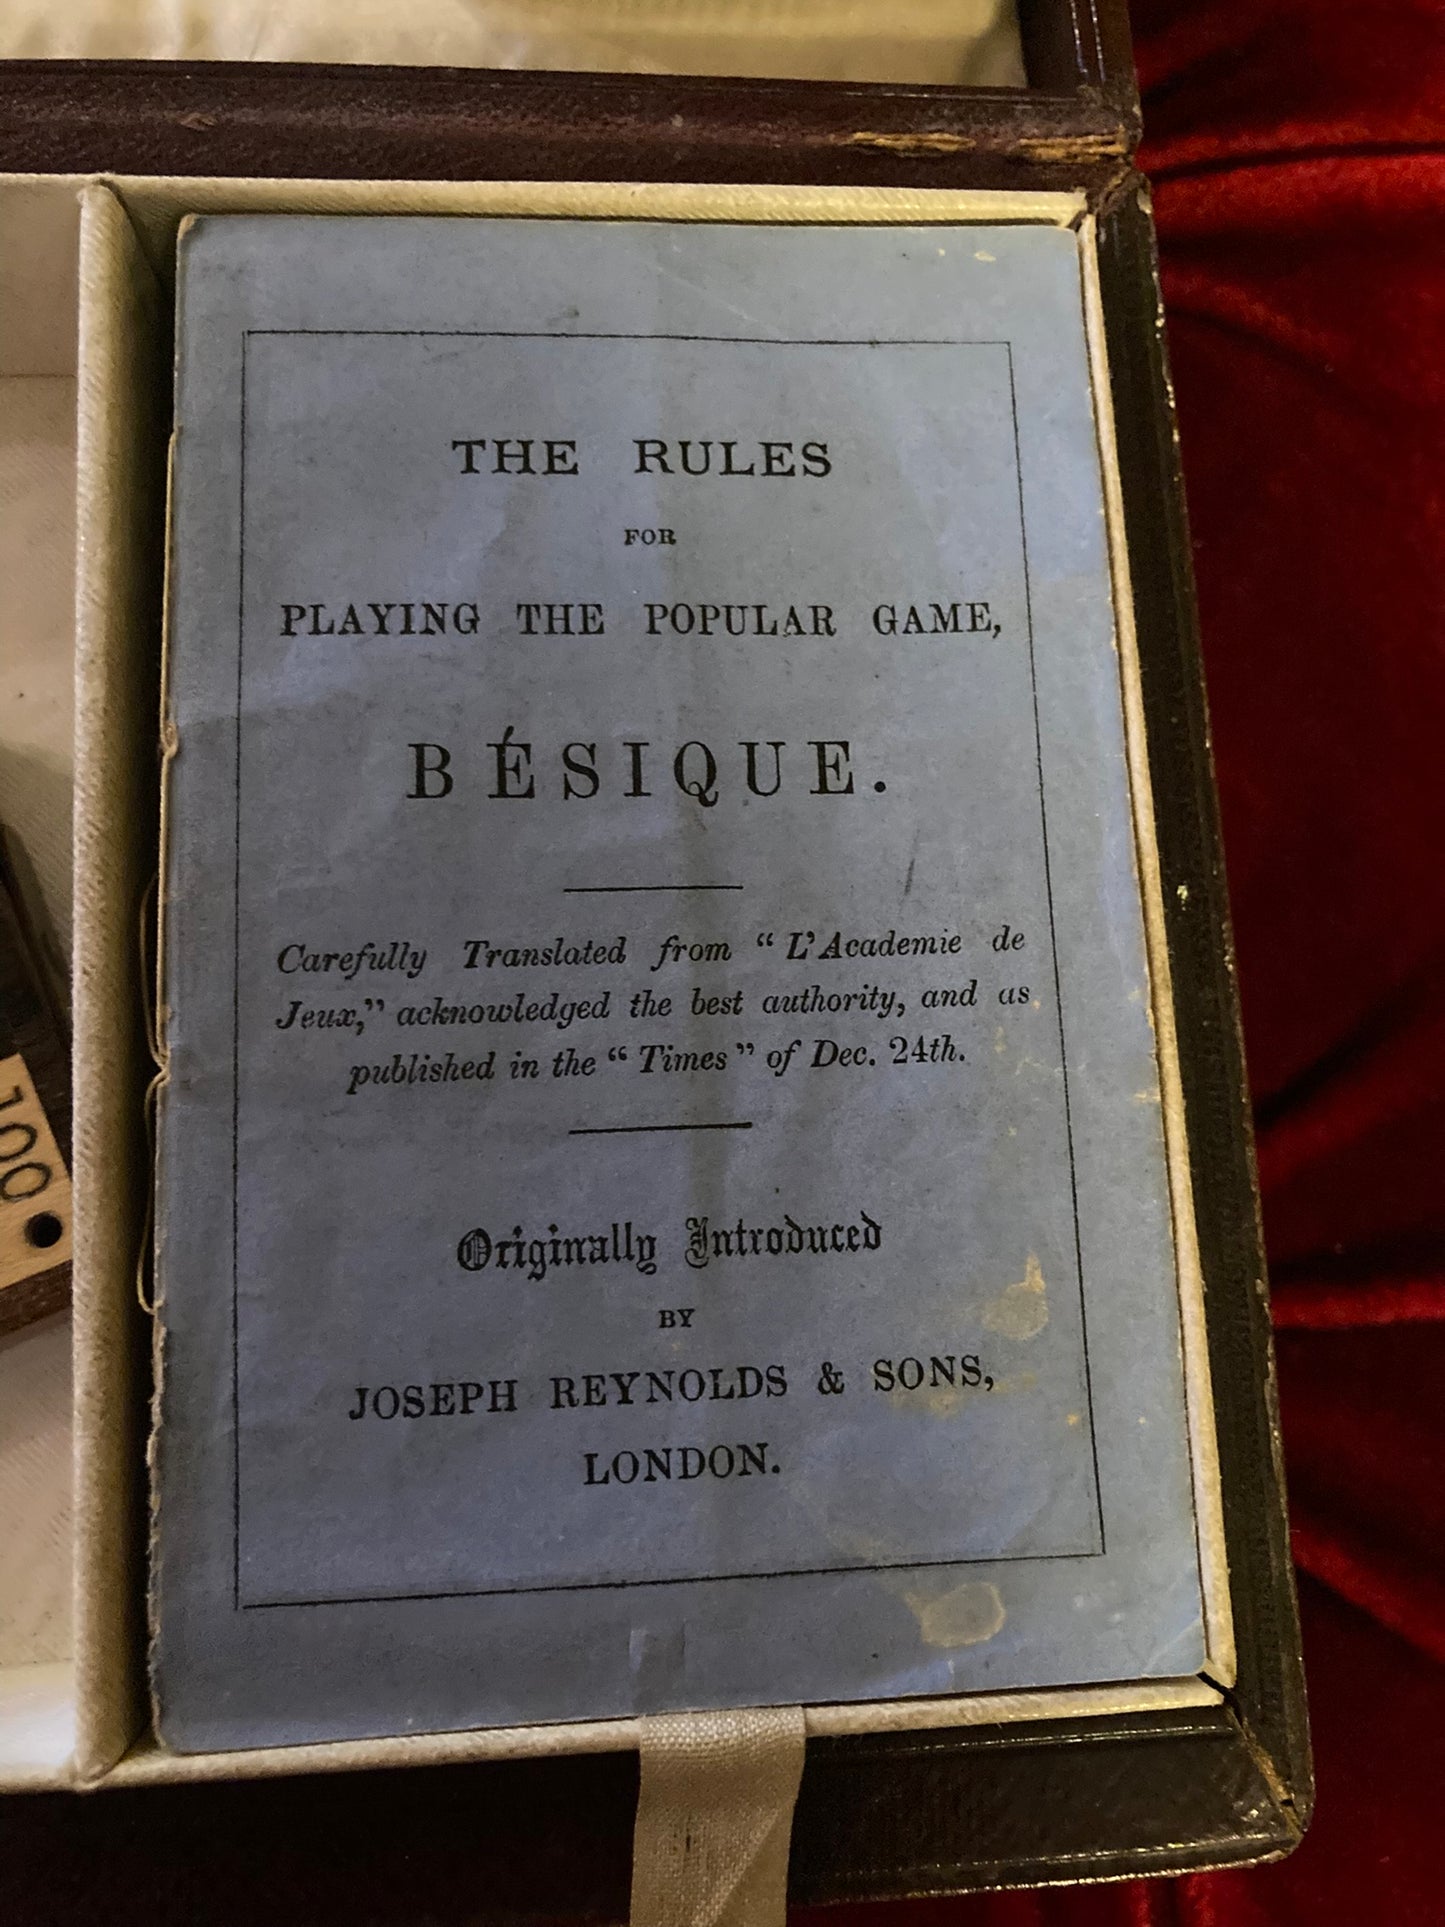 THE RULES
FOR
PLAYING THE POPULAR GAME,
BÉSIQUE.
Carefully Translated from “L’Academie de
Jeux,” acknowledged the best authority, and as
published in the “Times” of Dec. 24th.
Originally Introduced
BY
JOSEPH REYNOLDS & SONS,
LONDON.
100